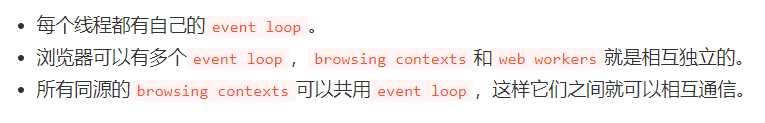 每个线程都有自己的 event loop 。
浏览器可以有多个 event loop ， browsing contexts 和 web workers 就是相互独立的。
所有同源的 browsing contexts 可以共用 event loop ，这样它们之间就可以相互通信。